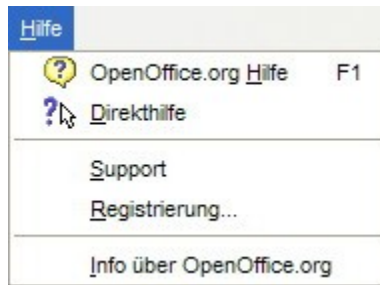 Hilfe
OpenOffice.org Hilfe F1
Direkthilfe
Support
Registrierung...
Info über OpenOffice.org